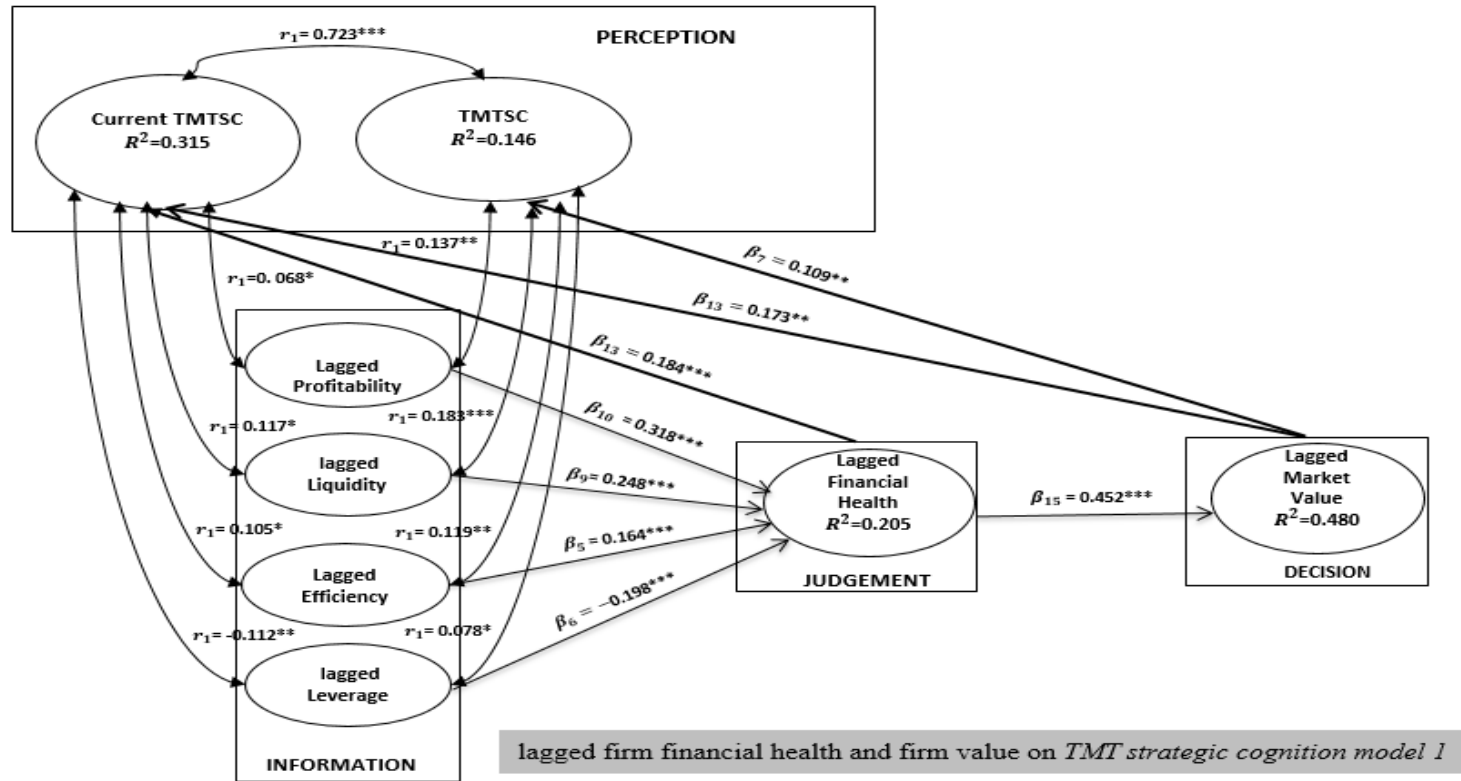 r₁= 0.723***
PERCEPTION
Current TMTSC
R²=0.315
TMTSC
R²=0.146
r₁= 0.137**
β₇ = 0.109**
r₁=0. 068*
β₁₃ = 0.173**
β₁₃ = 0.184***
Lagged
Profitability
r₁= 0.183***
β₁₀ = 0.318***
r₁= 0.117*
lagged
Liquidity
β₉= 0.248***
Lagged
Financial
Health
R²=0.205
β₁₅ = 0.452***
Lagged
Market
Value
R²=0.480
r₁= 0.105*
r₁= 0.119**
β₅ = 0.164***
JUDGEMENT
DECISION
Lagged
Efficiency
β₆ = −0.198***
r₁= -0.112**
r₁= 0.078*
lagged
Leverage
INFORMATION
lagged firm financial health and firm value on TMT strategic cognition model 1